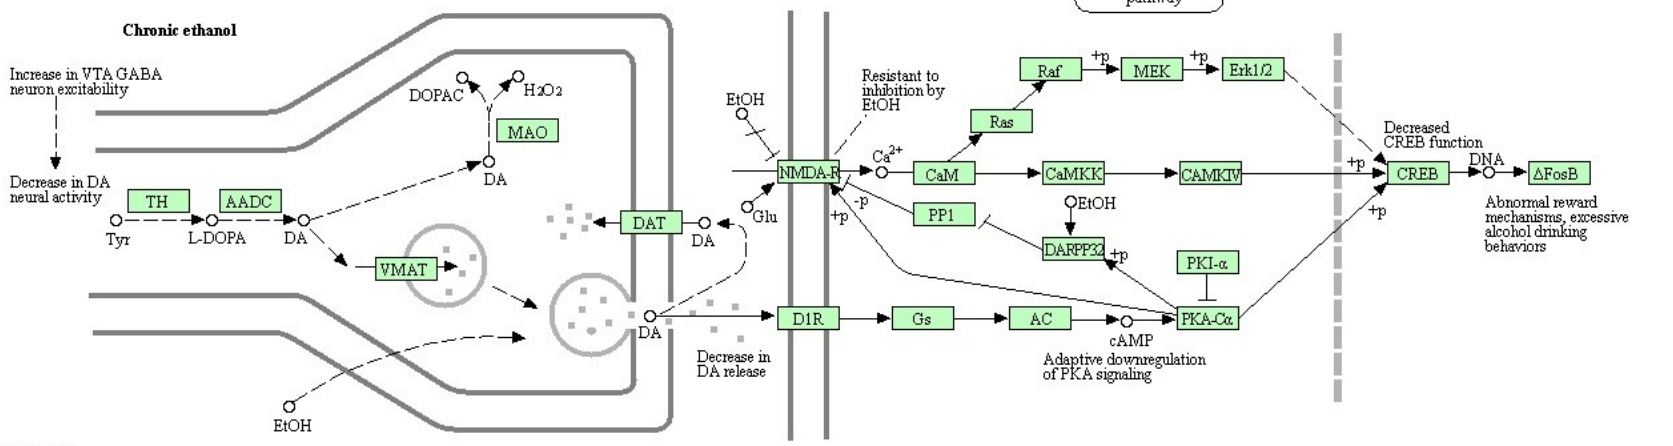 pathway
Chronic ethanol
Increase in VTA GABA
neuron excitability
Decrease in DA
neural activity
TH
AADC
Tyr
L-DOPA
DA
DOPAC
H2O2
MAO
DA
VMAT
EtOH
DAT
DA
DA
Decrease in
DA release
EtOH
Glu
NMDA-R
Resistant to
inhibition by
EtOH
Ca2+
CaM
Ras
Raf
+p
MEK
+p
Erk1/2
CaMKK
CAMKIV
+p
-p
+p
PP1
EtOH
DARPP32
+p
PKI-α
D1R
Gs
AC
cAMP
PKA-Cα
Adaptive downregulation
of PKA signaling
+p
Decreased
CREB function
CREB
DNA
ΔFosB
Abnormal reward
mechanisms, excessive
alcohol drinking
behaviors